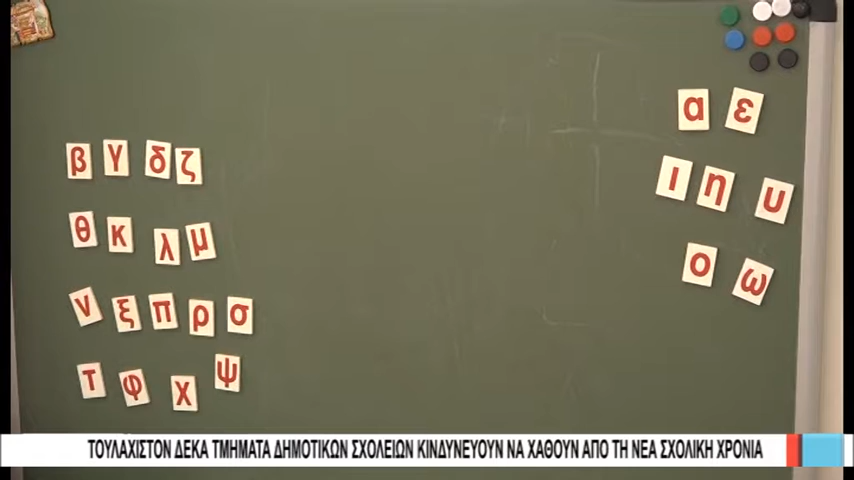 β γ δ ζ
α ε
θ κ λ μ
ι η υ
ν ξ π ρ σ
ο ω
τ φ χ ψ
ΤΟΥΛΑΧΙΣΤΟΝ ΔΕΚΑ ΤΜΗΜΑΤΑ ΔΗΜΟΤΙΚΩΝ ΣΧΟΛΕΙΩΝ ΚΙΝΔΥΝΕΥΟΥΝ ΝΑ ΧΑΘΟΥΝ ΑΠΟ ΤΗ ΝΕΑ ΣΧΟΛΙΚΗ ΧΡΟΝΙΑ